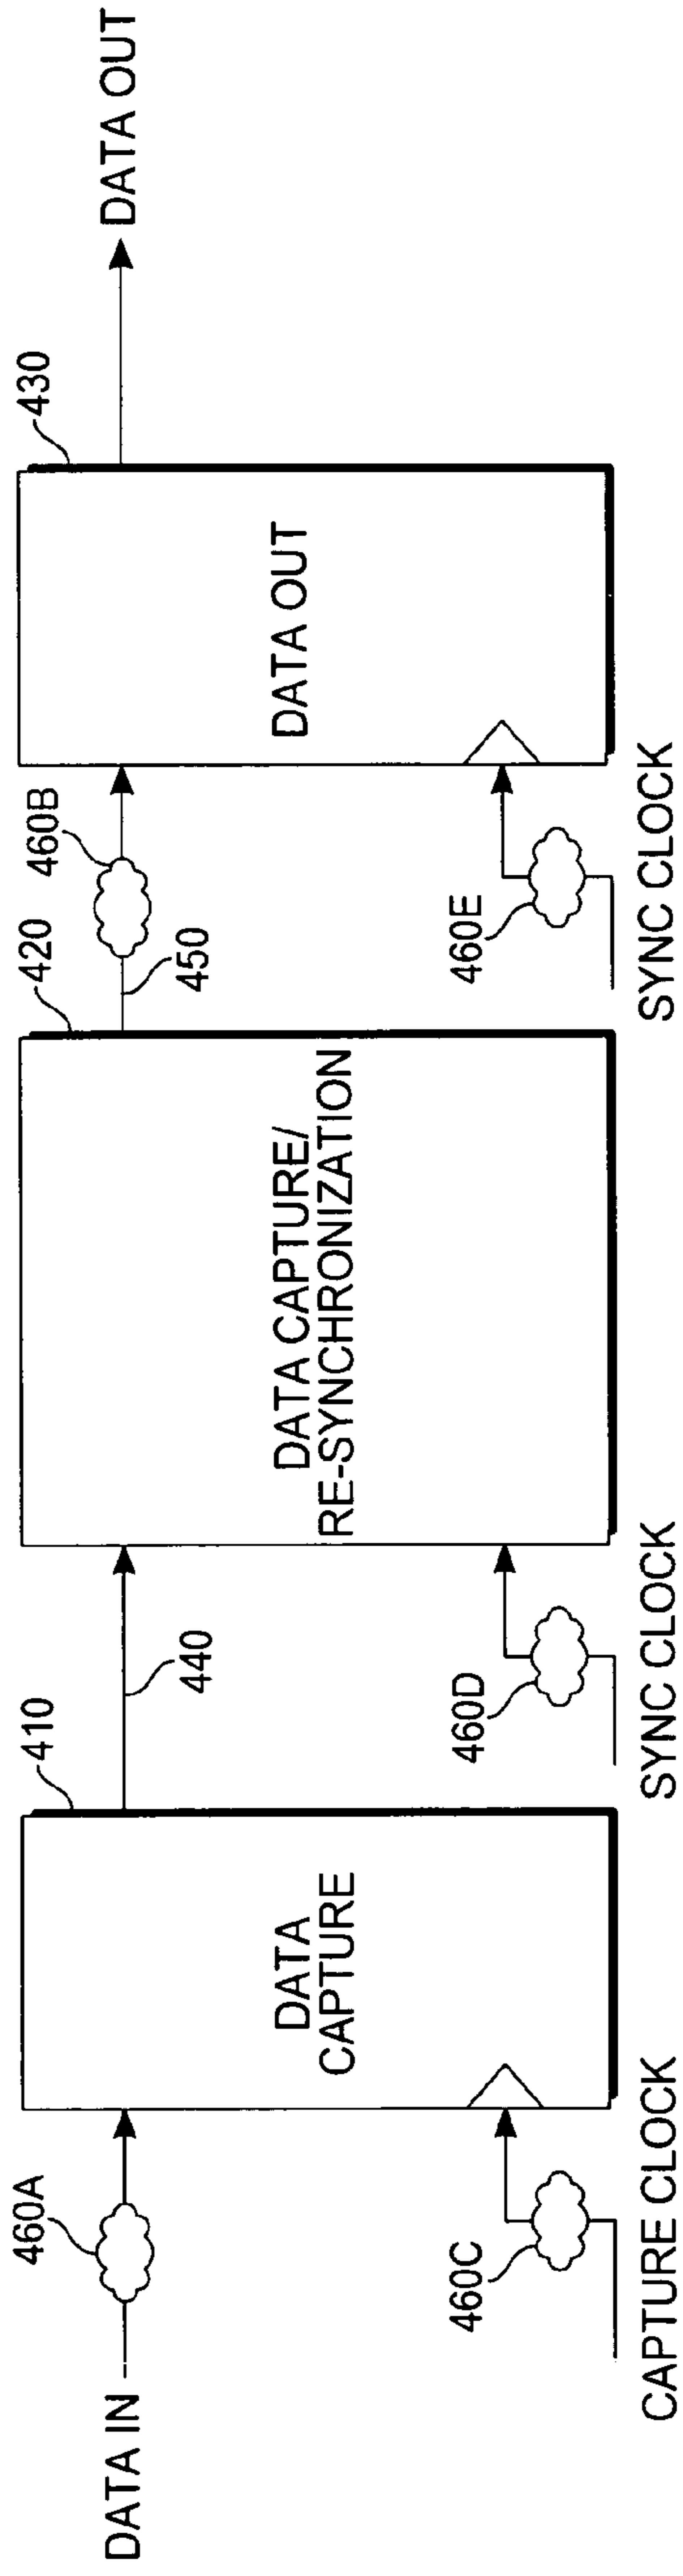 DATA IN
460A
410
440
420
450
460B
430
DATA OUT
DATA
CAPTURE
DATA CAPTURE/
RE-SYNCHRONIZATION
DATA OUT
460C
CAPTURE CLOCK
460D
SYNC CLOCK
460E
SYNC CLOCK